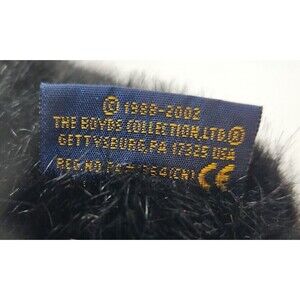 © 1988-2002
THE BOYDS COLLECTION,LTD®
GETTYSBURG,PA 17325 USA
REG.NO (CN) CE